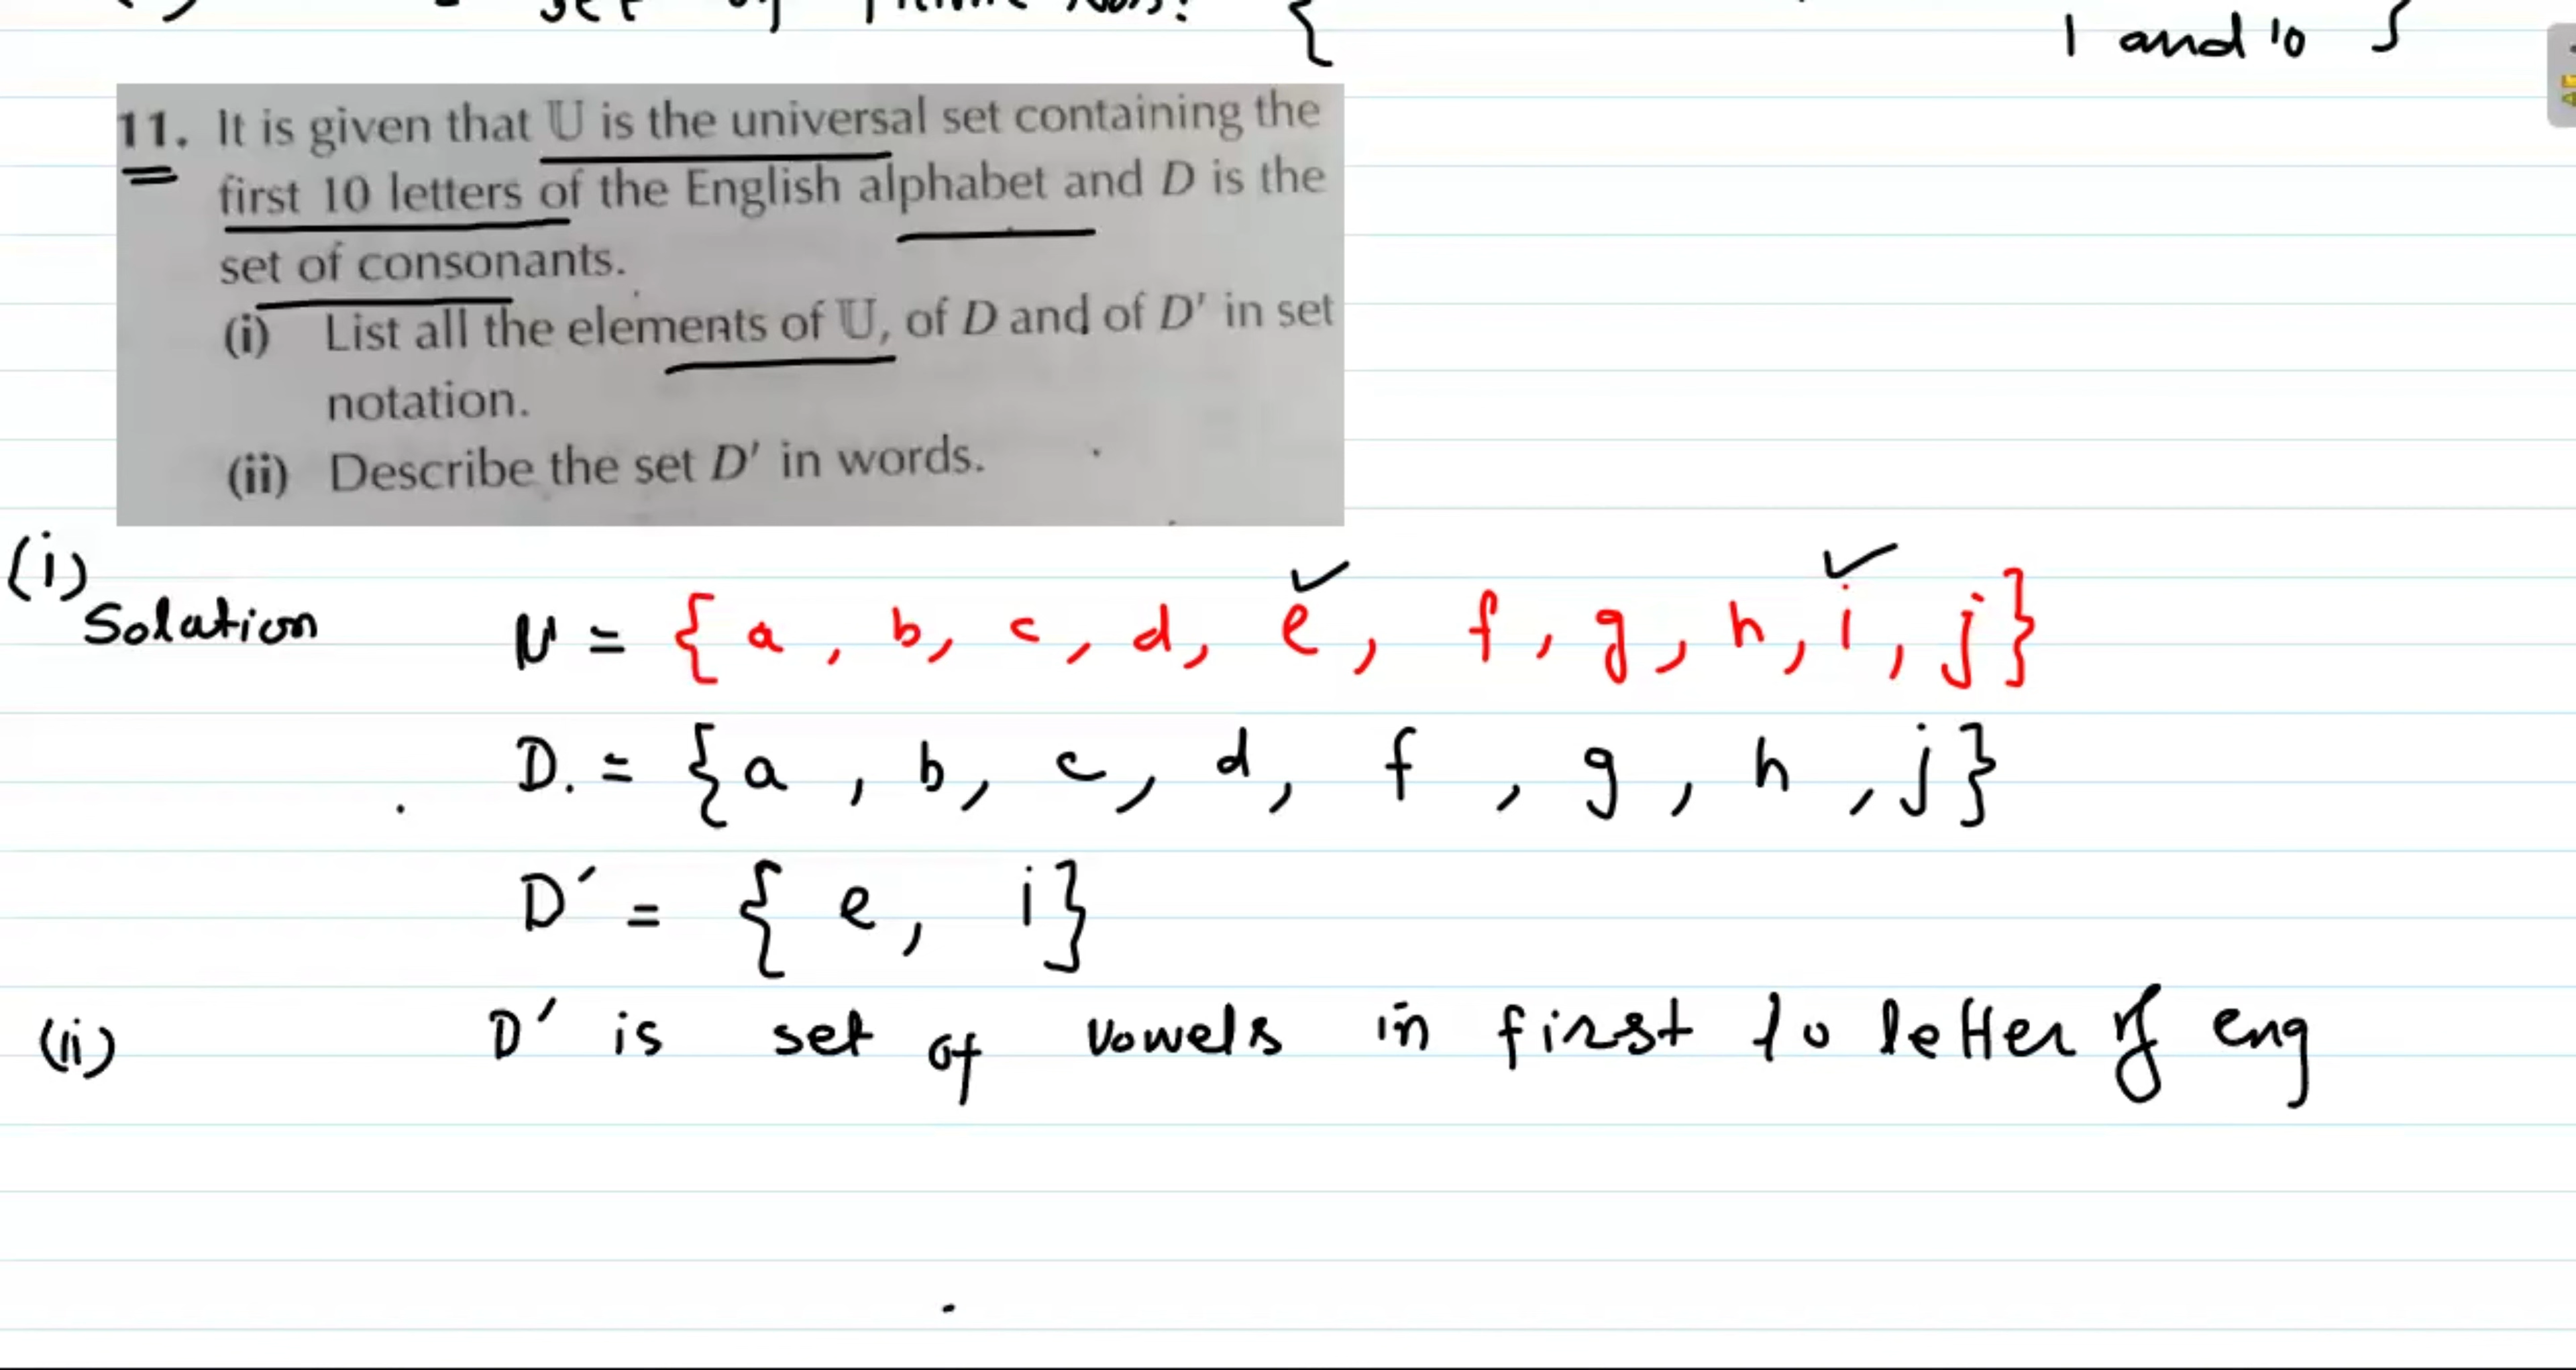 1 and 10 }
11. It is given that 𝕌 is the universal set containing the
first 10 letters of the English alphabet and D is the
set of consonants.
(i) List all the elements of 𝕌, of D and of D' in set
notation.
(ii) Describe the set D' in words.
(i)
Solution
U = {a, b, c, d, e, f, g, h, i, j}
D. = {a, b, c, d, f, g, h, j}
D' = {e, i}
(ii) D' is set of vowels in first 10 letter of eng